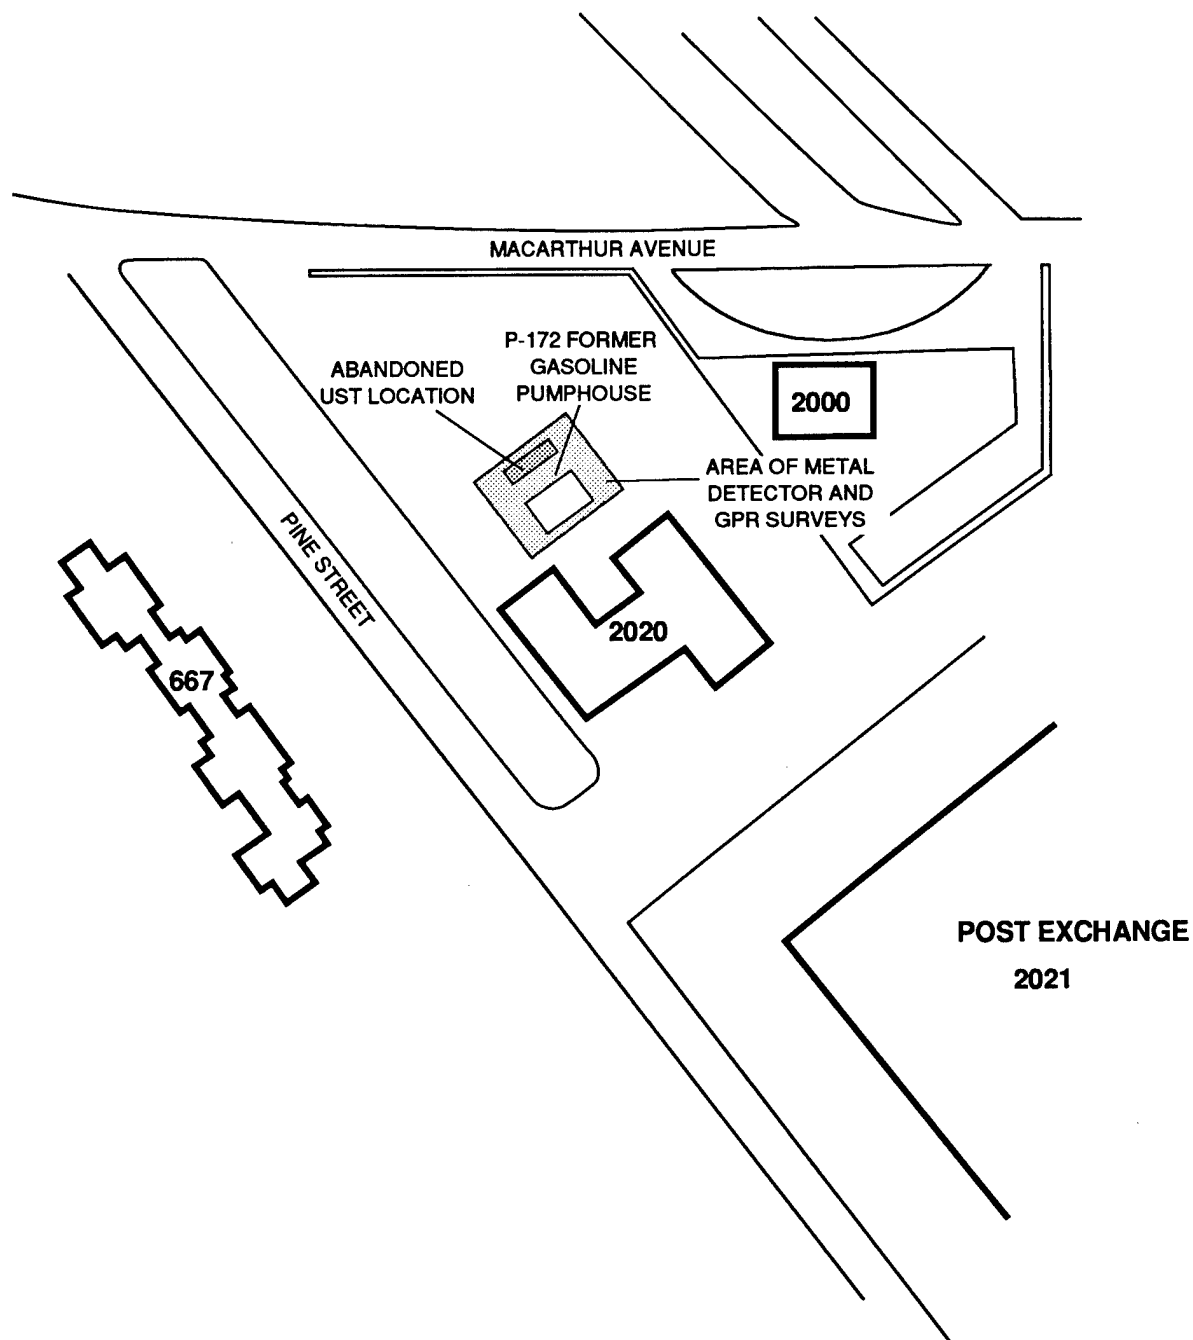 MACARTHUR AVENUE
P-172 FORMER
GASOLINE
PUMPHOUSE
ABANDONED
UST LOCATION
2000
AREA OF METAL
DETECTOR AND
GPR SURVEYS
PINE STREET
2020
667
POST EXCHANGE
2021